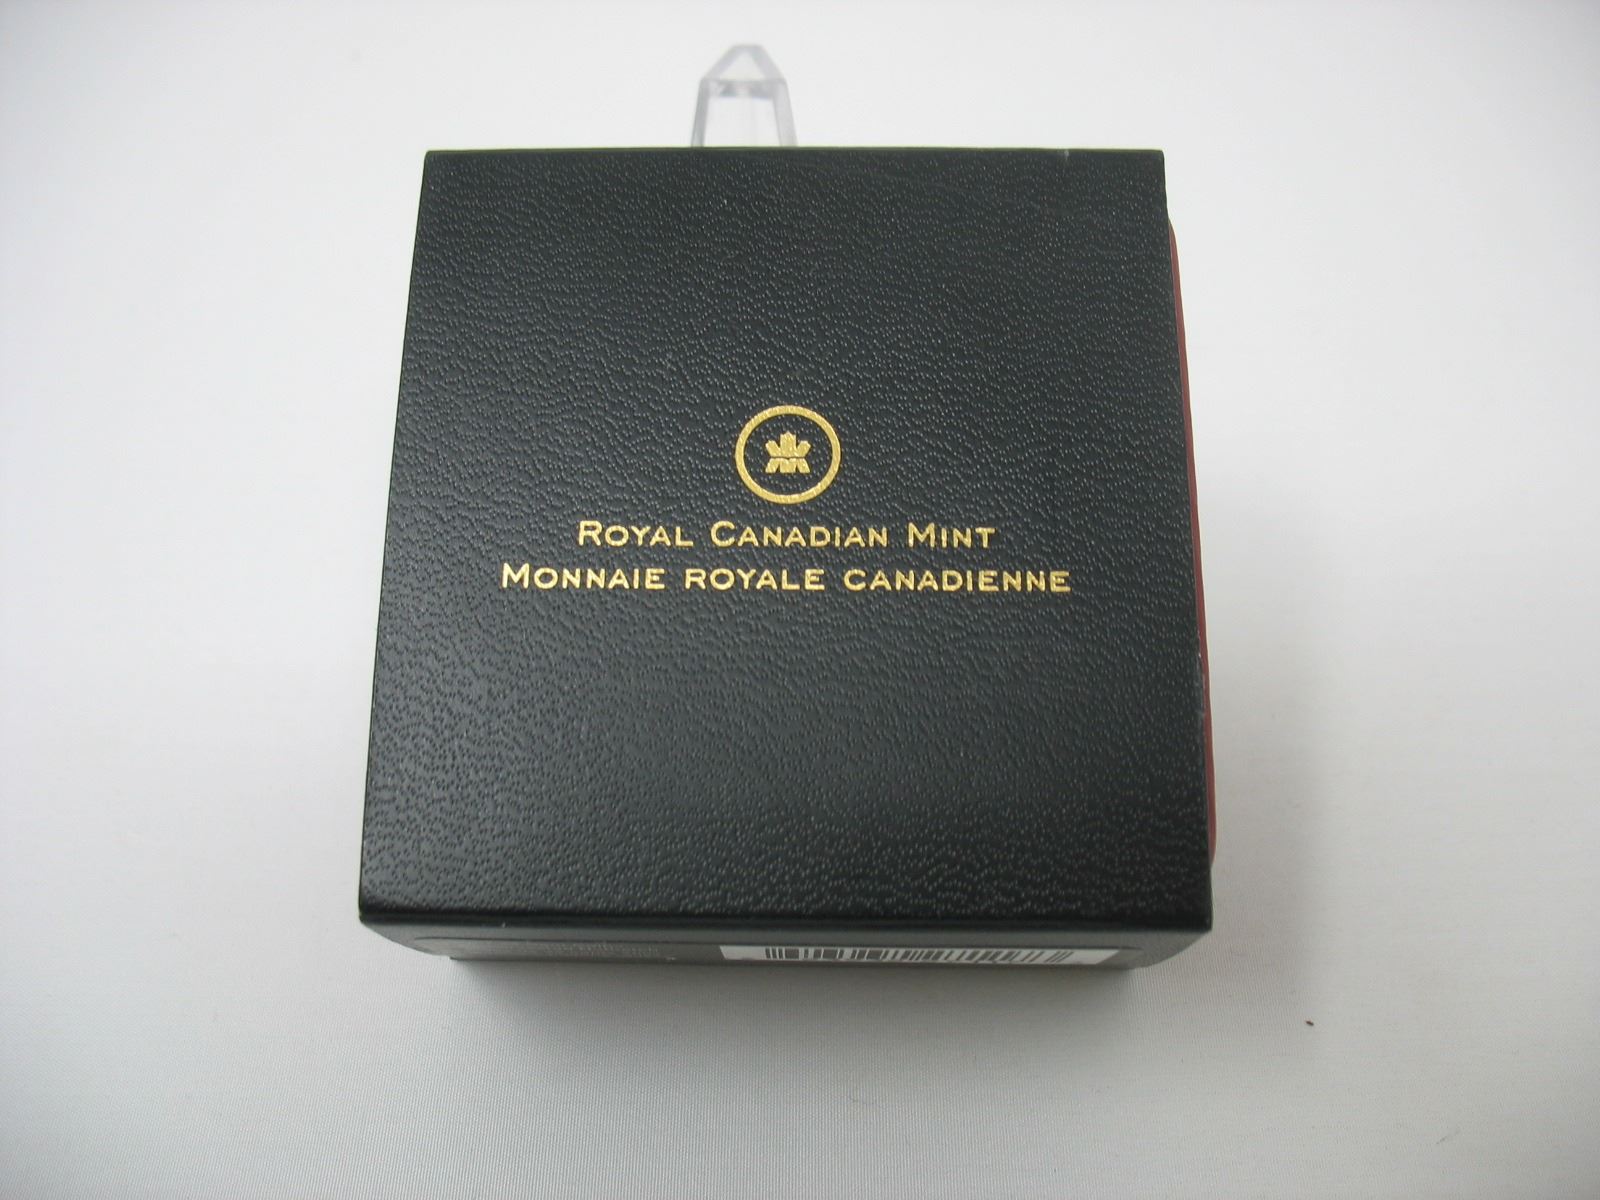 Royal Canadian Mint
Monnaie royale canadienne